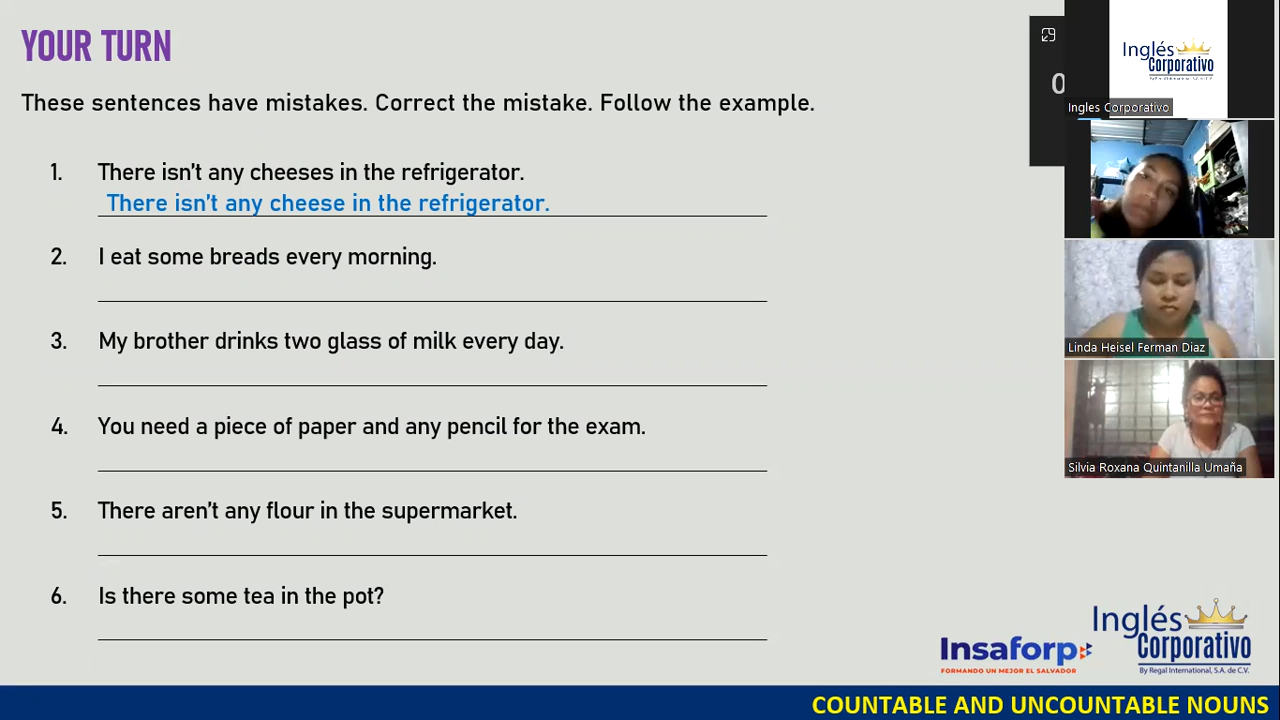 YOUR TURN
These sentences have mistakes. Correct the mistake. Follow the example.
1. There isn't any cheeses in the refrigerator.
There isn't any cheese in the refrigerator.
2. I eat some breads every morning.
3. My brother drinks two glass of milk every day.
4. You need a piece of paper and any pencil for the exam.
5. There aren't any flour in the supermarket.
6. Is there some tea in the pot?
0
Inglés
Corporativo
Ingles Corporativo
Linda Heisel Ferman Diaz
Silvia Roxana Quintanilla Umaña
Insaforp
FORMANDO UN MEJOR EL SALVADOR
Inglés
Corporativo
By Regal International, S.A. de C.V.
COUNTABLE AND UNCOUNTABLE NOUNS